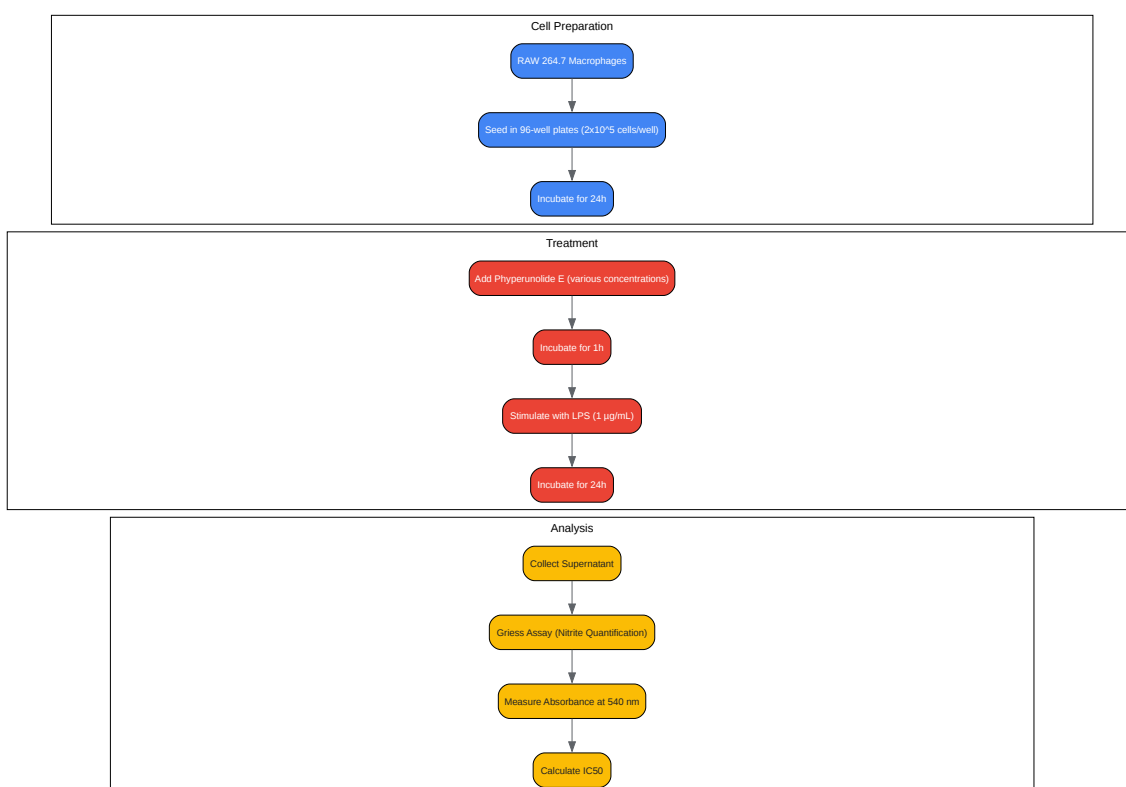 Cell Preparation
RAW 264.7 Macrophages
Seed in 96-well plates (2x10^5 cells/well)
Incubate for 24h
Treatment
Add Phyperunolide E (various concentrations)
Incubate for 1h
Stimulate with LPS (1 µg/mL)
Incubate for 24h
Analysis
Collect Supernatant
Griess Assay (Nitrite Quantification)
Measure Absorbance at 540 nm
Calculate IC50